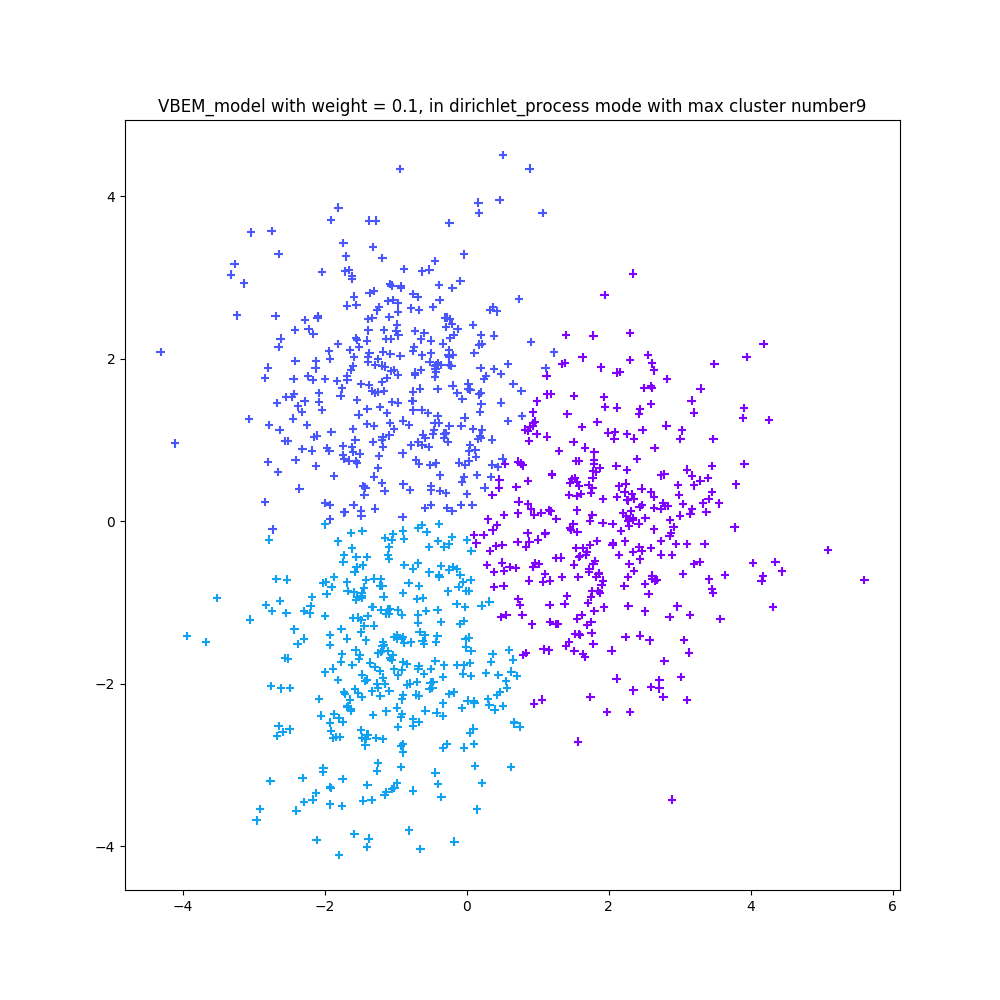 VBEM_model with weight = 0.1, in dirichlet_process mode with max cluster number9
4
2
0
−2
−4
−4 −2 0 2 4 6